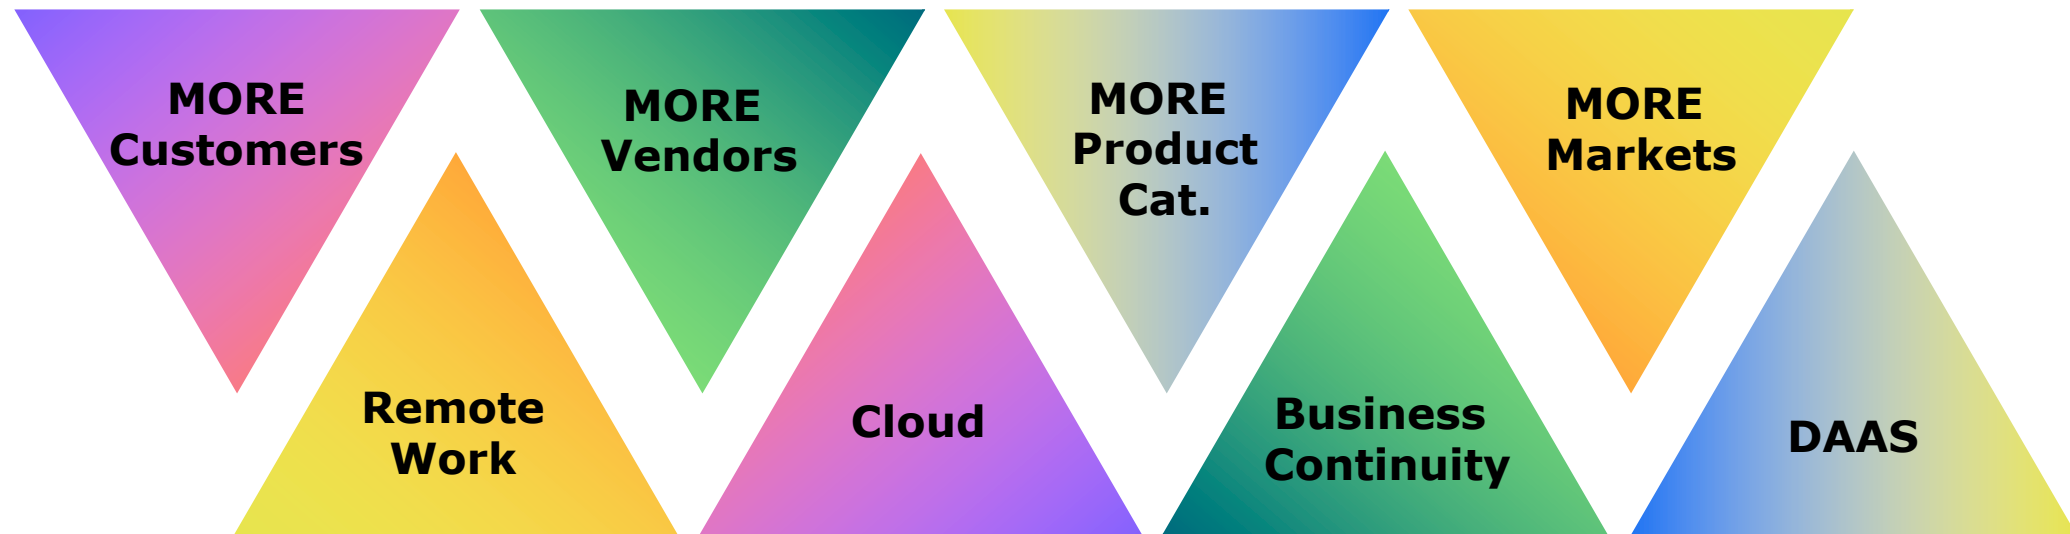 MORE
Customers
MORE
Vendors
MORE
Product
Cat.
MORE
Markets
Remote
Work
Cloud
Business
Continuity
DAAS